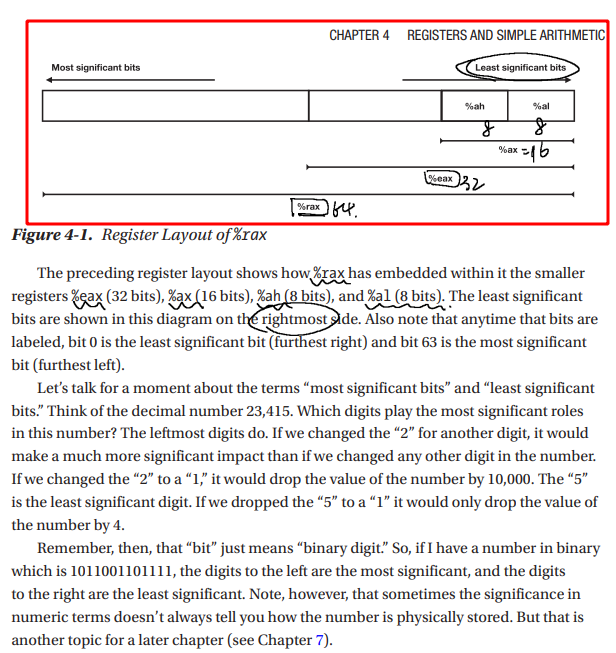 CHAPTER 4 REGISTERS AND SIMPLE ARITHMETIC
Most significant bits Least significant bits
%ah %al
8 8
%ax =16
%eax 32
%rax 64.
Figure 4-1. Register Layout of %rax
The preceding register layout shows how %rax has embedded within it the smaller
registers %eax (32 bits), %ax (16 bits), %ah (8 bits), and %al (8 bits). The least significant
bits are shown in this diagram on the rightmost side. Also note that anytime that bits are
labeled, bit 0 is the least significant bit (furthest right) and bit 63 is the most significant
bit (furthest left).
Let's talk for a moment about the terms “most significant bits” and “least significant
bits.” Think of the decimal number 23,415. Which digits play the most significant roles
in this number? The leftmost digits do. If we changed the “2” for another digit, it would
make a much more significant impact than if we changed any other digit in the number.
If we changed the “2” to a “1,” it would drop the value of the number by 10,000. The “5”
is the least significant digit. If we dropped the “5” to a “1” it would only drop the value of
the number by 4.
Remember, then, that “bit” just means “binary digit.” So, if I have a number in binary
which is 1011001101111, the digits to the left are the most significant, and the digits
to the right are the least significant. Note, however, that sometimes the significance in
numeric terms doesn't always tell you how the number is physically stored. But that is
another topic for a later chapter (see Chapter 7).